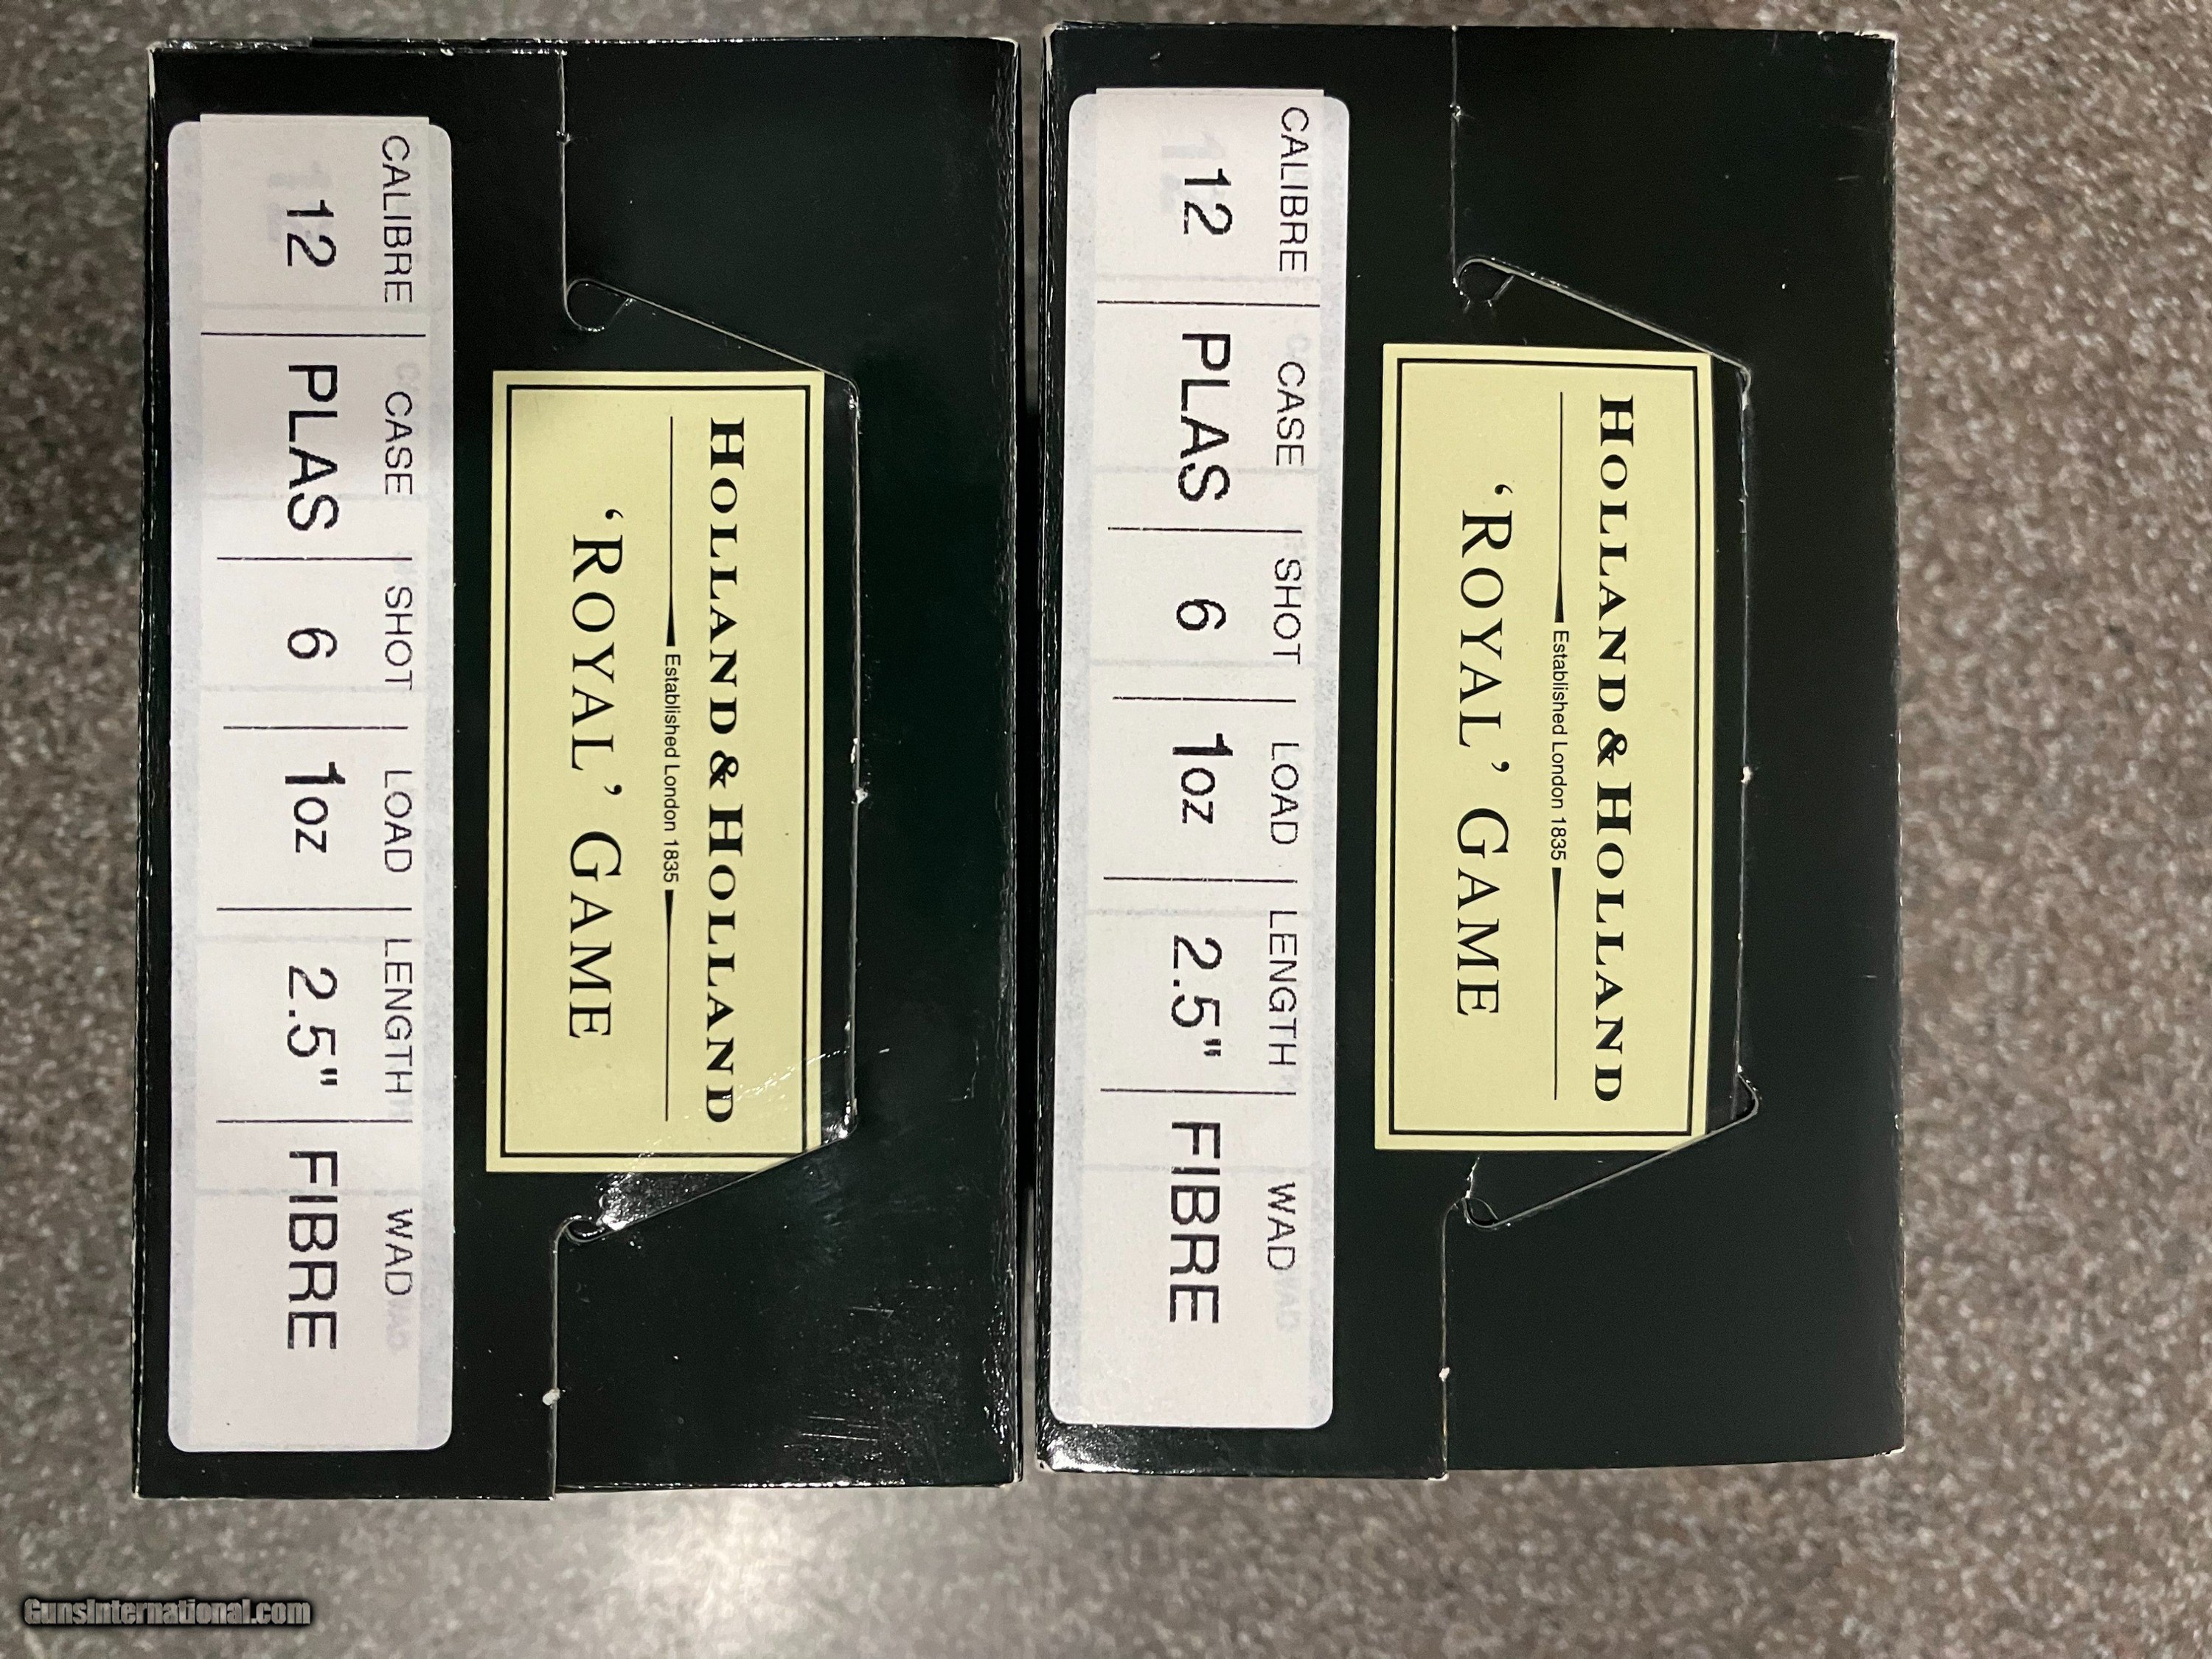 HOLLAND & HOLLAND
Established London 1835
'ROYAL' GAME
CALIBRE CASE SHOT LOAD LENGTH WAD
12 PLAS 6 1oz 2.5" FIBRE
HOLLAND & HOLLAND
Established London 1835
'ROYAL' GAME
CALIBRE CASE SHOT LOAD LENGTH WAD
12 PLAS 6 1oz 2.5" FIBRE
GunsInternational.com